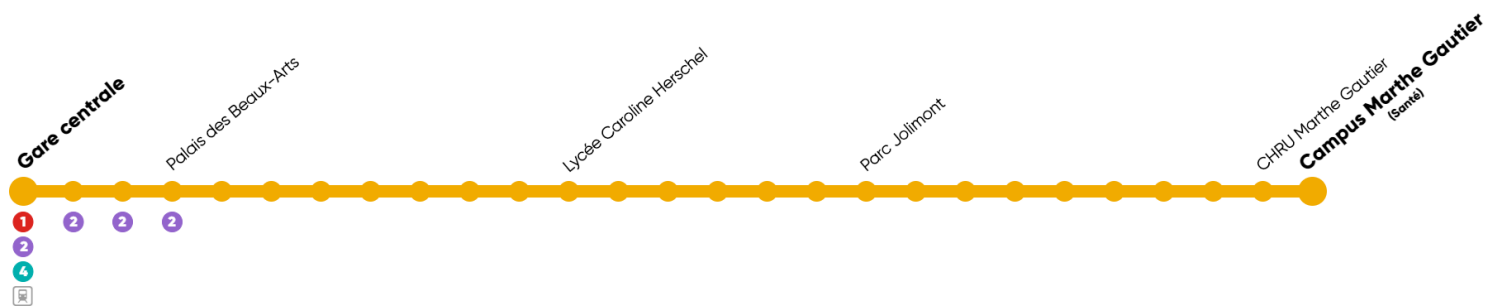 Gare centrale
Palais des Beaux-Arts
Lycée Caroline Herschel
Parc Jolimont
CHRU Marthe Gautier
Campus Marthe Gautier
(Santé)
1
2
2
2
2
4